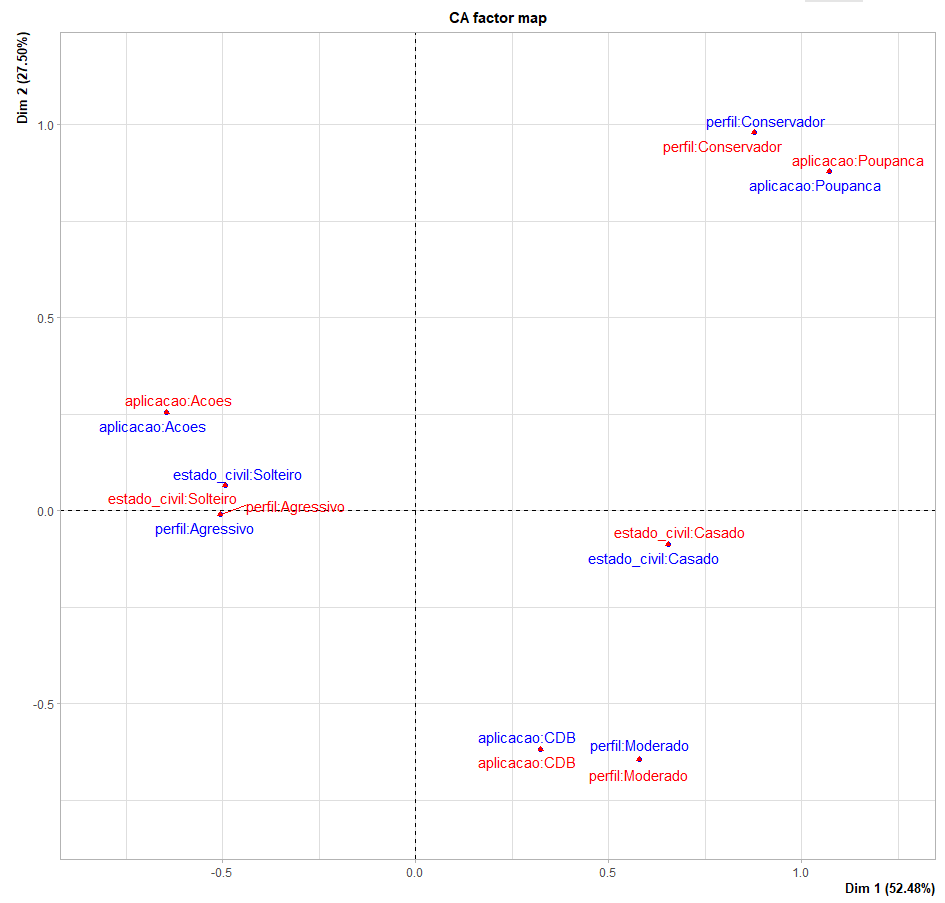 CA factor map
Dim 2 (27.50%)
1.0
0.5
0.0
-0.5
perfil:Conservador
perfil:Conservador
aplicacao:Poupanca
aplicacao:Poupanca
aplicacao:Acoes
aplicacao:Acoes
estado_civil:Solteiro
estado_civil:Solteiro
perfil:Agressivo
perfil:Agressivo
estado_civil:Casado
estado_civil:Casado
aplicacao:CDB
perfil:Moderado
aplicacao:CDB
perfil:Moderado
-0.5
0.0
0.5
1.0
Dim 1 (52.48%)